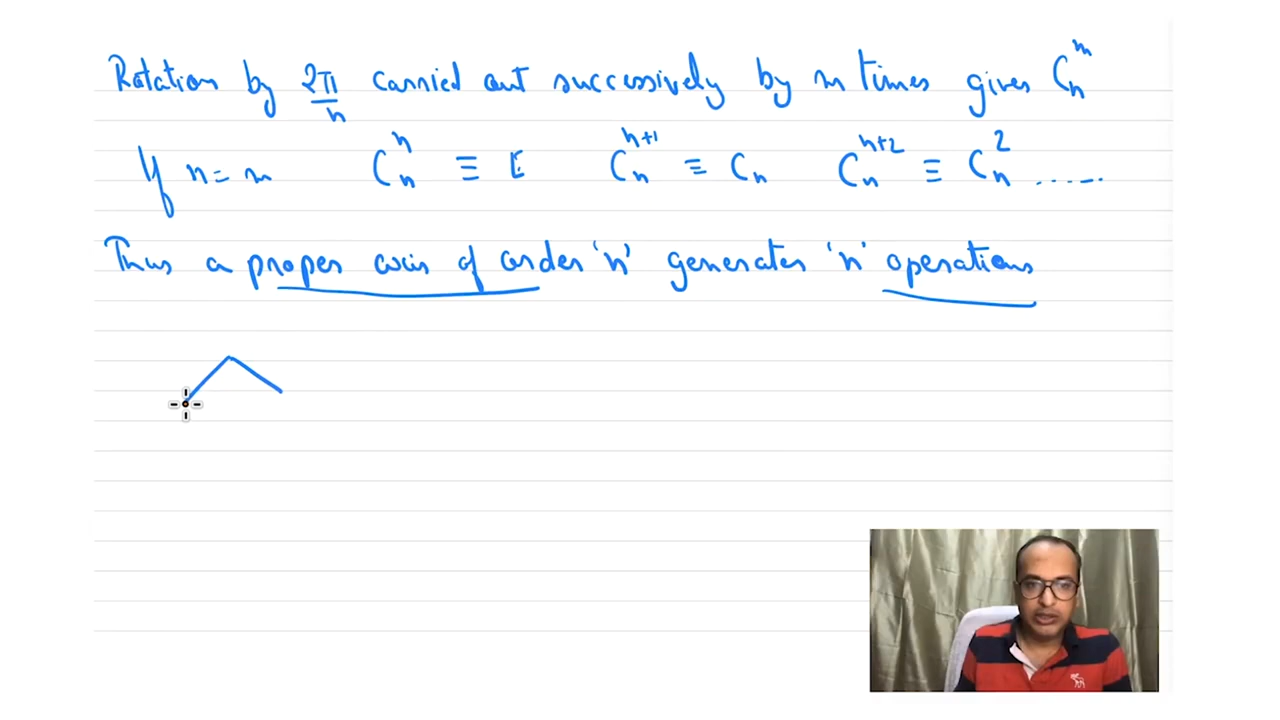 Rotation by 2π/n carried out successively by m times gives Cₙᵐ
If n = m Cₙⁿ ≡ E Cₙⁿ⁺¹ ≡ Cₙ Cₙⁿ⁺² ≡ Cₙ² ......
Thus a proper axis of order 'n' generates 'n' operations